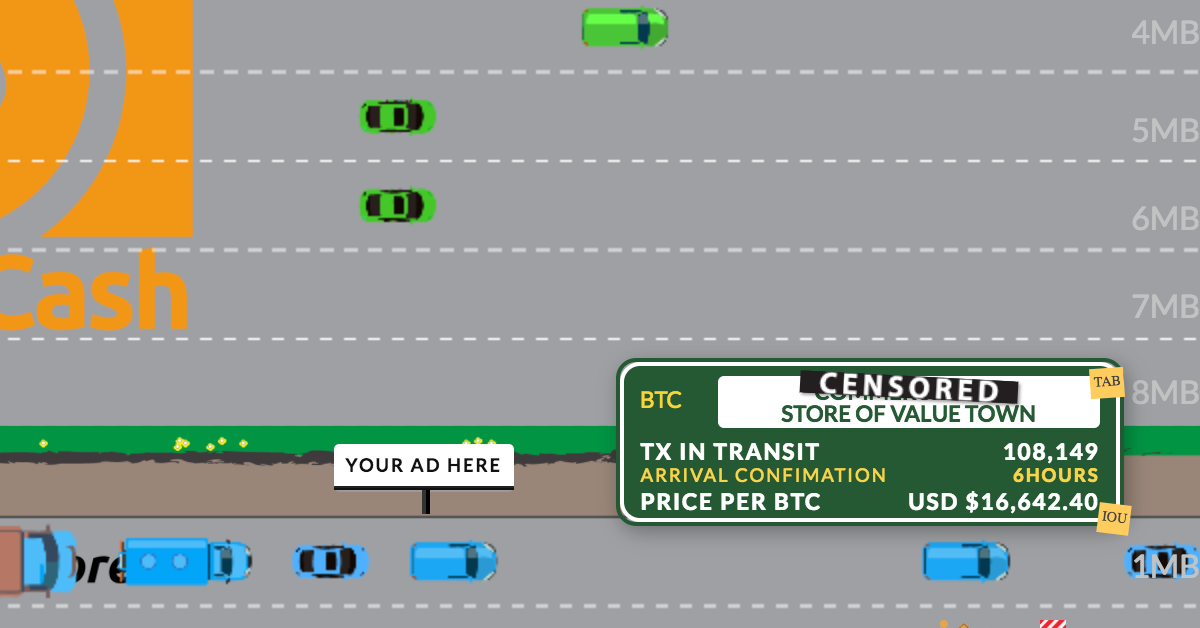 4MB
5MB
6MB
Cash
7MB
8MB
CENSORED
TAB
BTC
STORE OF VALUE TOWN
TX IN TRANSIT 108,149
ARRIVAL CONFIMATION 6HOURS
PRICE PER BTC USD $16,642.40
IOU
YOUR AD HERE
ore
1MB